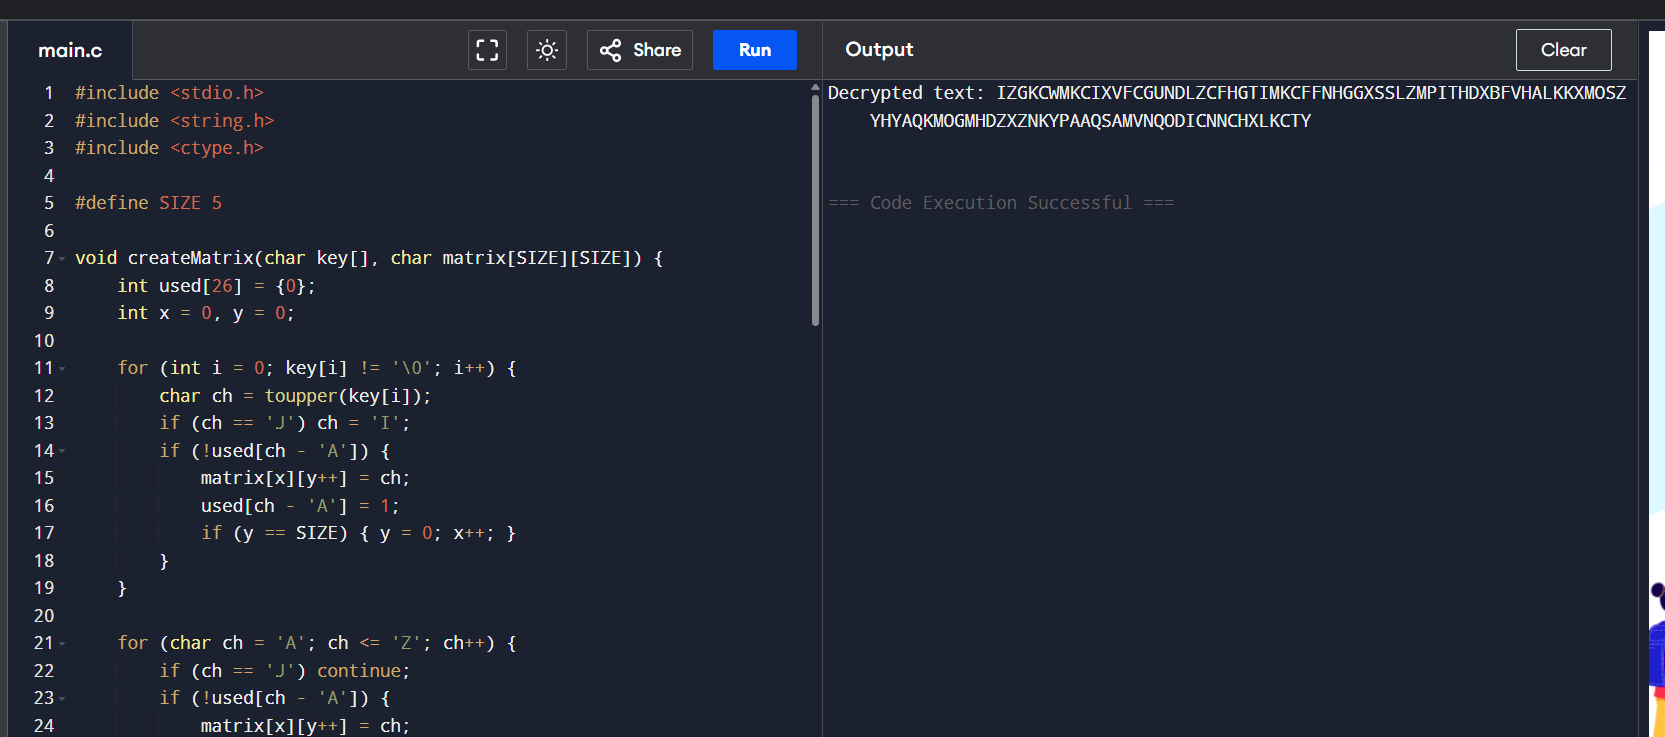 main.c
Share
Run
Output
Clear
1 #include <stdio.h>
2 #include <string.h>
3 #include <ctype.h>
4
5 #define SIZE 5
6
7 void createMatrix(char key[], char matrix[SIZE][SIZE]) {
8     int used[26] = {0};
9     int x = 0, y = 0;
10
11     for (int i = 0; key[i] != '\0'; i++) {
12         char ch = toupper(key[i]);
13         if (ch == 'J') ch = 'I';
14         if (!used[ch - 'A']) {
15             matrix[x][y++] = ch;
16             used[ch - 'A'] = 1;
17             if (y == SIZE) { y = 0; x++; }
18         }
19     }
20
21     for (char ch = 'A'; ch <= 'Z'; ch++) {
22         if (ch == 'J') continue;
23         if (!used[ch - 'A']) {
24             matrix[x][y++] = ch;
Decrypted text: IZGKCWMKCIXVFCGUNDLZCFHGTIMKCFFNHGGXSSLZMPITHDXBFVHALKKXMOSZ
YHYAQKMOGMHDZXZNKYPAAQSAMVNQODICNNCHXLKCTY
=== Code Execution Successful ===